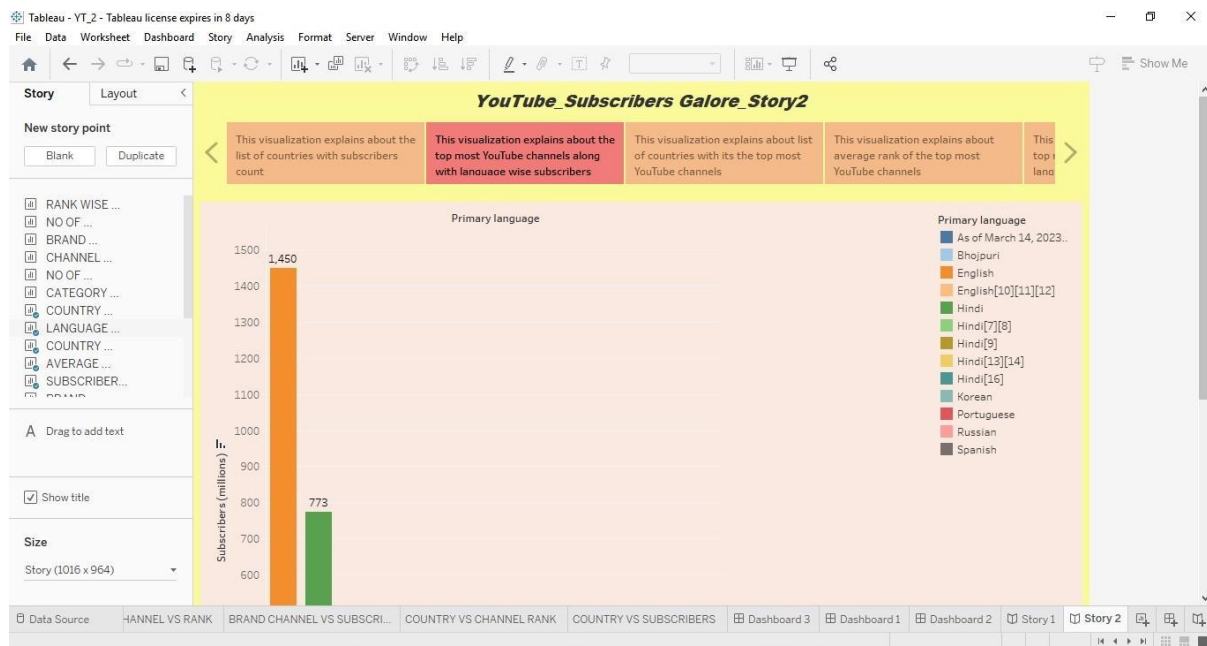 Tableau - YT_2 - Tableau license expires in 8 days
File Data Worksheet Dashboard Story Analysis Format Server Window Help
Show Me
Story Layout
New story point
Blank Duplicate
RANK WISE ...
NO OF ...
BRAND ...
CHANNEL ...
NO OF ...
CATEGORY ...
COUNTRY ...
LANGUAGE ...
COUNTRY ...
AVERAGE ...
SUBSCRIBER...
A Drag to add text
Show title
Size
Story (1016 x 964)
YouTube_Subscribers Galore_Story2
This visualization explains about the
list of countries with subscribers
count
This visualization explains about the
top most YouTube channels along
with language wise subscribers
This visualization explains about list
of countries with its the top most
YouTube channels
This visualization explains about
average rank of the top most
YouTube channels
This
top
lang
Primary language
1500
1400
1300
1200
1100
1000
900
800
700
600
Subscribers (millions)
1,450
773
Primary language
As of March 14, 2023..
Bhojpuri
English
English[10][11][12]
Hindi
Hindi[7][8]
Hindi[9]
Hindi[13][14]
Hindi[16]
Korean
Portuguese
Russian
Spanish
Data Source HANNEL VS RANK BRAND CHANNEL VS SUBSCRI... COUNTRY VS CHANNEL RANK COUNTRY VS SUBSCRIBERS Dashboard 3 Dashboard 1 Dashboard 2 Story 1 Story 2